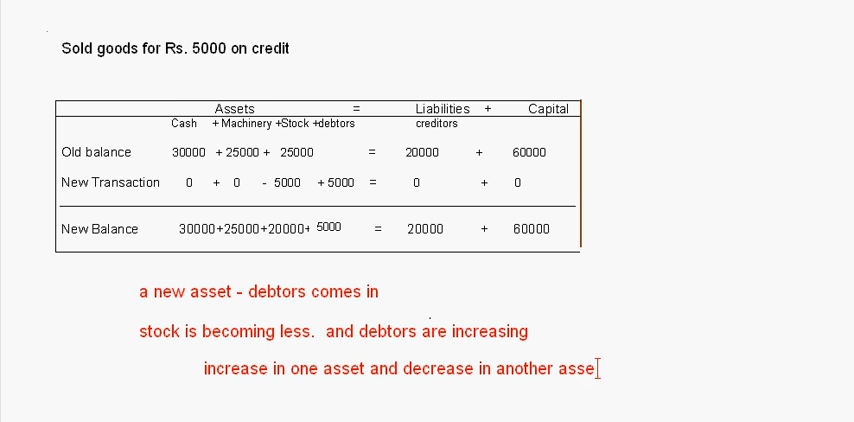 Sold goods for Rs. 5000 on credit
Assets = Liabilities + Capital
Cash + Machinery +Stock +debtors creditors
Old balance 30000 + 25000 + 25000 = 20000 + 60000
New Transaction 0 + 0 - 5000 + 5000 = 0 + 0
New Balance 30000+25000+20000+ 5000 = 20000 + 60000
a new asset - debtors comes in
stock is becoming less. and debtors are increasing
increase in one asset and decrease in another asse